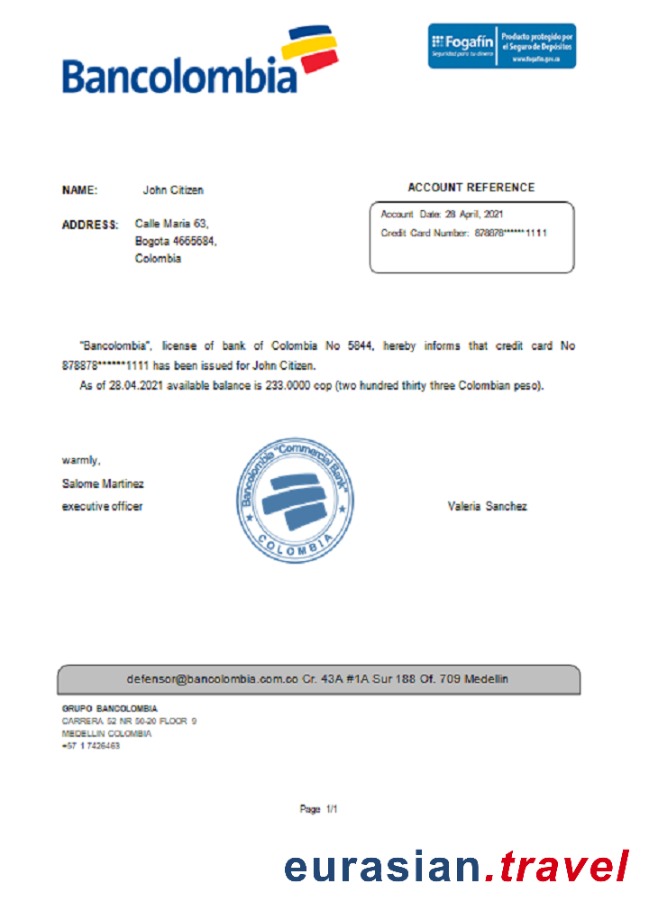 Bancolombia
Fogafín
Seguridad para tu dinero
Producto protegido por
el Seguro de Depósitos
www.fogafin.gov.co
NAME: John Citizen
ADDRESS: Calle Maria 63,
Bogota 4665684,
Colombia
ACCOUNT REFERENCE
Account Date: 28 April, 2021
Credit Card Number: 878878******1111
"Bancolombia", license of bank of Colombia No 5844, hereby informs that credit card No
878878******1111 has been issued for John Citizen.
As of 28.04.2021 available balance is 233.0000 cop (two hundred thirty three Colombian peso).
warmly,
Salome Martinez
executive officer
Bancolombia "Commercial Bank"
COLOMBIA
Valeria Sanchez
defensor@bancolombia.com.co Cr. 43A #1A Sur 188 Of. 709 Medellin
GRUPO BANCOLOMBIA
CARRERA 52 NR 50-20 FLOOR 9
MEDELLIN COLOMBIA
+57 1 7426463
Page 1/1
eurasian.travel